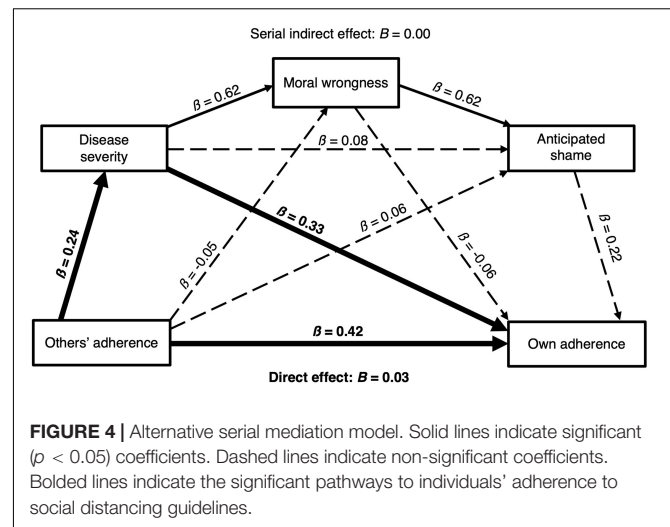 Serial indirect effect: B = 0.00
Moral wrongness
β = 0.62
β = 0.62
Disease
severity
β = 0.08
Anticipated
shame
β = 0.24
β = -0.05
β = 0.33
β = 0.06
β = -0.06
β = 0.22
Others' adherence
β = 0.42
Own adherence
Direct effect: B = 0.03
FIGURE 4 | Alternative serial mediation model. Solid lines indicate significant
(p < 0.05) coefficients. Dashed lines indicate non-significant coefficients.
Bolded lines indicate the significant pathways to individuals' adherence to
social distancing guidelines.